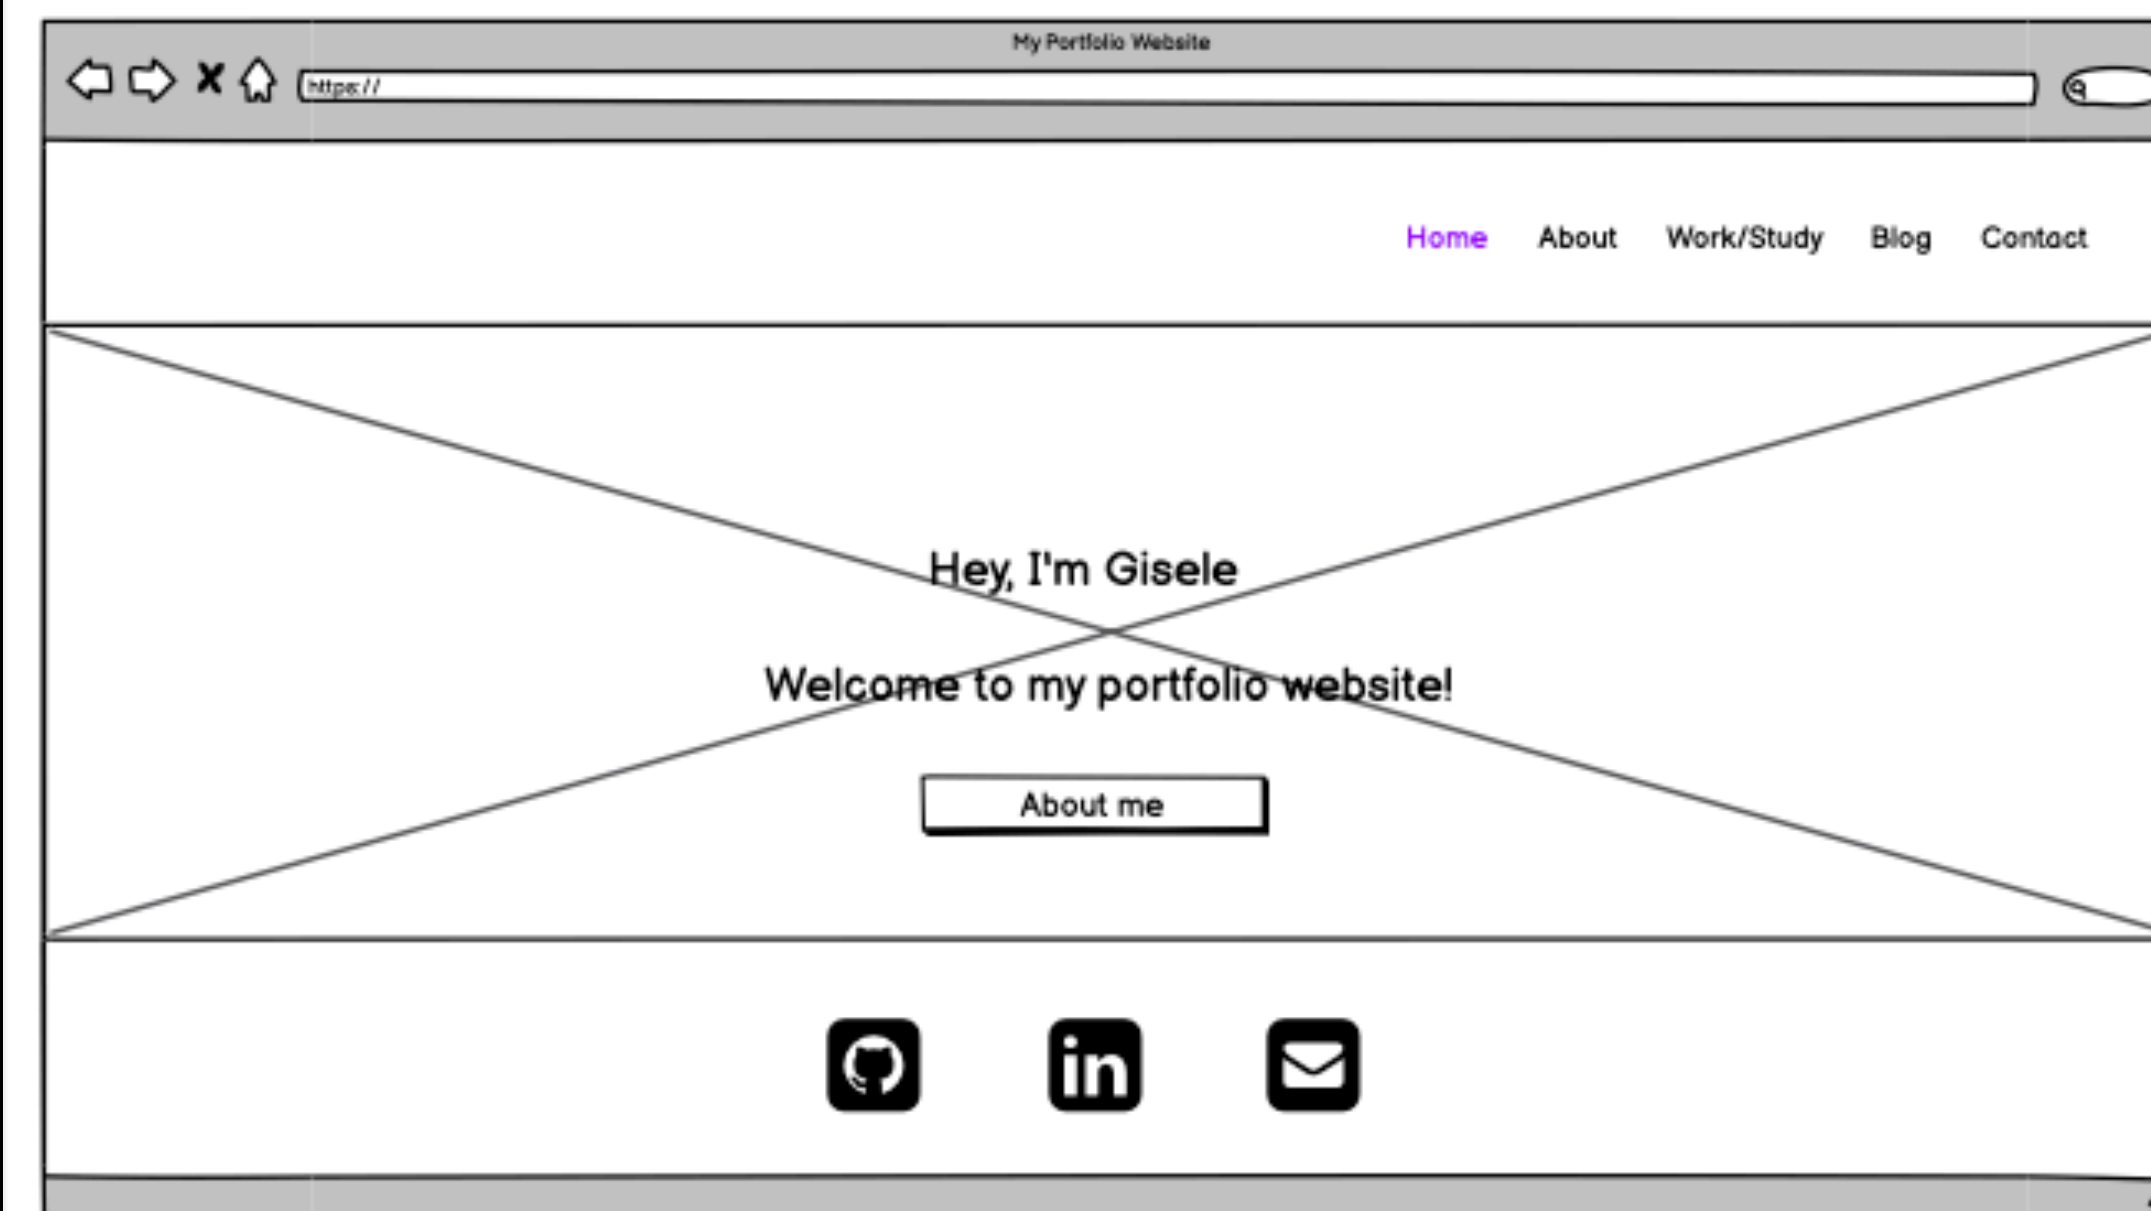 My Portfolio Website
https://
Home About Work/Study Blog Contact
Hey, I'm Gisele
Welcome to my portfolio website!
About me
in